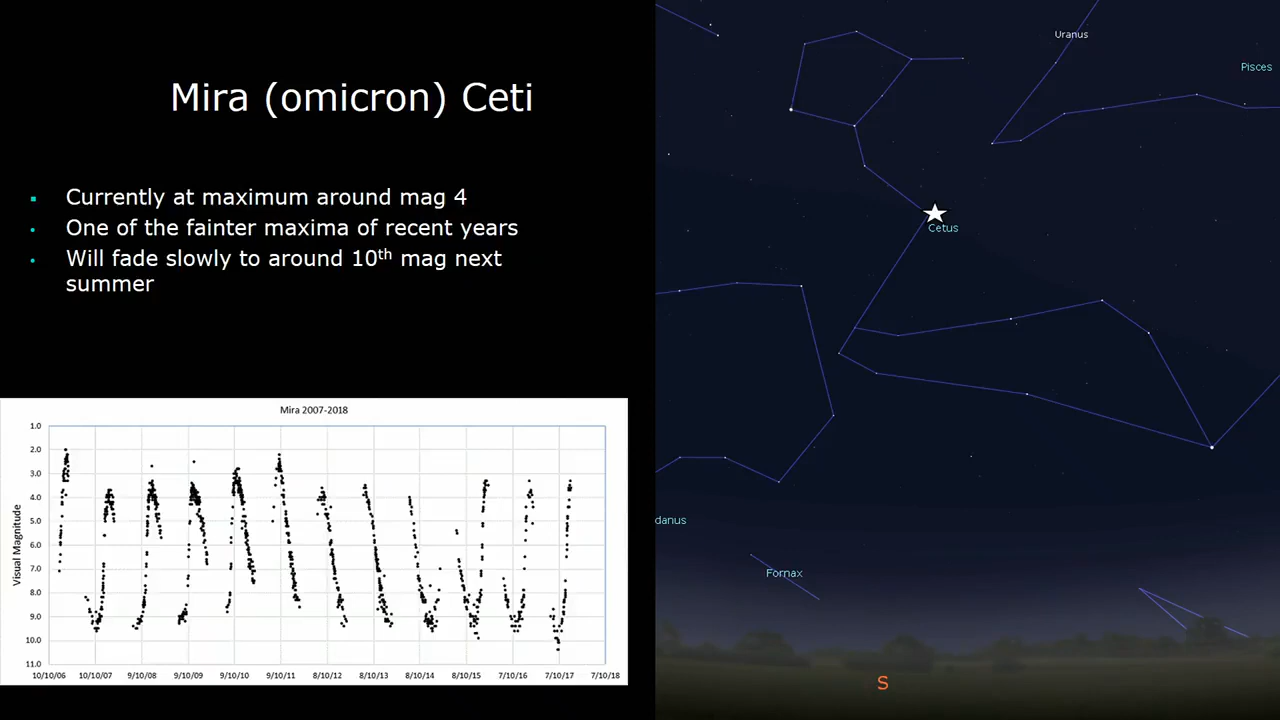 Mira (omicron) Ceti
Currently at maximum around mag 4
One of the fainter maxima of recent years
Will fade slowly to around 10th mag next
summer
Mira 2007-2018
Visual Magnitude
1.0
2.0
3.0
4.0
5.0
6.0
7.0
8.0
9.0
10.0
11.0
10/10/06 10/10/07 9/10/08 9/10/09 9/10/10 9/10/11 8/10/12 8/10/13 8/10/14 8/10/15 7/10/16 7/10/17 7/10/18
Uranus
Pisces
Cetus
danus
Fornax
S